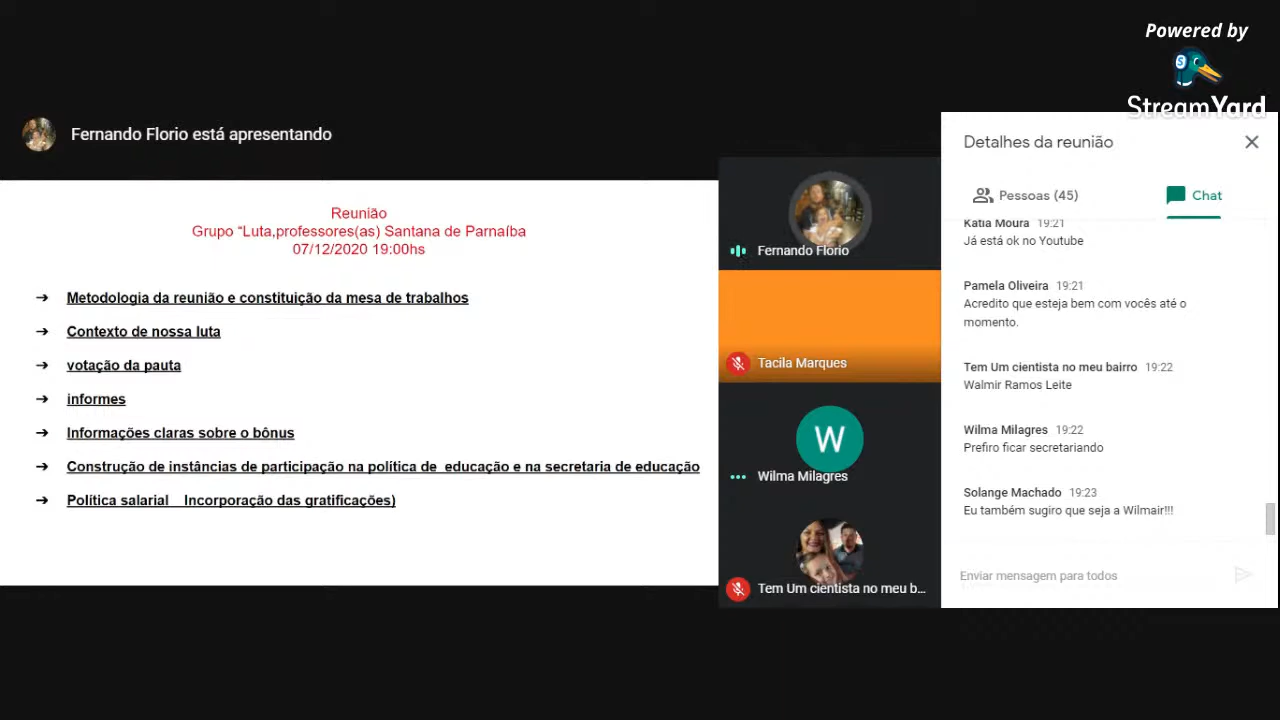 Powered by
StreamYard
Fernando Florio está apresentando
Reunião
Grupo “Luta,professores(as) Santana de Parnaíba
07/12/2020 19:00hs
➔ Metodologia da reunião e constituição da mesa de trabalhos
➔ Contexto de nossa luta
➔ votação da pauta
➔ informes
➔ Informações claras sobre o bônus
➔ Construção de instâncias de participação na política de educação e na secretaria de educação
➔ Política salarial Incorporação das gratificações)
Fernando Florio
Tacila Marques
W
Wilma Milagres
Tem Um cientista no meu b...
Detalhes da reunião
Pessoas (45)
Chat
Katia Moura 19:21
Já está ok no Youtube
Pamela Oliveira 19:21
Acredito que esteja bem com vocês até o
momento.
Tem Um cientista no meu bairro 19:22
Walmir Ramos Leite
Wilma Milagres 19:22
Prefiro ficar secretariando
Solange Machado 19:23
Eu também sugiro que seja a Wilmair!!!
Enviar mensagem para todos